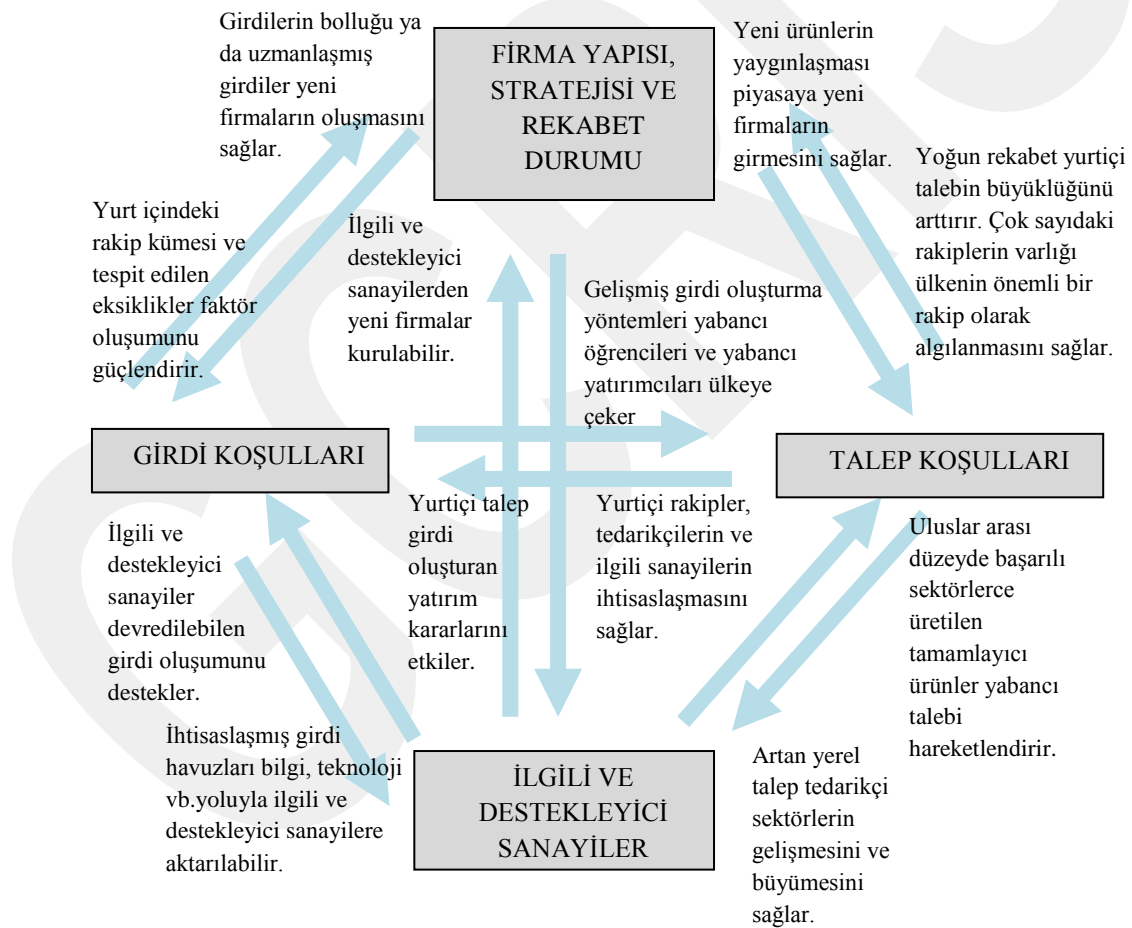 Girdilerin bolluğu ya
da uzmanlaşmış
girdiler yeni
firmaların oluşmasını
sağlar.
FİRMA YAPISI,
STRATEJİSİ VE
REKABET
DURUMU
Yeni ürünlerin
yaygınlaşması
piyasaya yeni
firmaların
girmesini sağlar.
Yoğun rekabet yurtiçi
talebin büyüklüğünü
arttırır. Çok sayıdaki
rakiplerin varlığı
ülkenin önemli bir
rakip olarak
algılanmasını sağlar.
Yurt içindeki
rakip kümesi ve
tespit edilen
eksiklikler faktör
oluşumunu
güçlendirir.
İlgili ve
destekleyici
sanayilerden
yeni firmalar
kurulabilir.
Gelişmiş girdi oluşturma
yöntemleri yabancı
öğrencileri ve yabancı
yatırımcıları ülkeye
çeker
GİRDİ KOŞULLARI
TALEP KOŞULLARI
İlgili ve
destekleyici
sanayiler
devredilebilen
girdi oluşumunu
destekler.
Yurtiçi talep
girdi
oluşturan
yatırım
kararlarını
etkiler.
Yurtiçi rakipler,
tedarikçilerin ve
ilgili sanayilerin
ihtisaslaşmasını
sağlar.
Uluslar arası
düzeyde başarılı
sektörlerce
üretilen
tamamlayıcı
ürünler yabancı
talebi
hareketlendirir.
İhtisaslaşmış girdi
havuzları bilgi, teknoloji
vb.yoluyla ilgili ve
destekleyici sanayilere
aktarılabilir.
İLGİLİ VE
DESTEKLEYİCİ
SANAYİLER
Artan yerel
talep tedarikçi
sektörlerin
gelişmesini ve
büyümesini
sağlar.